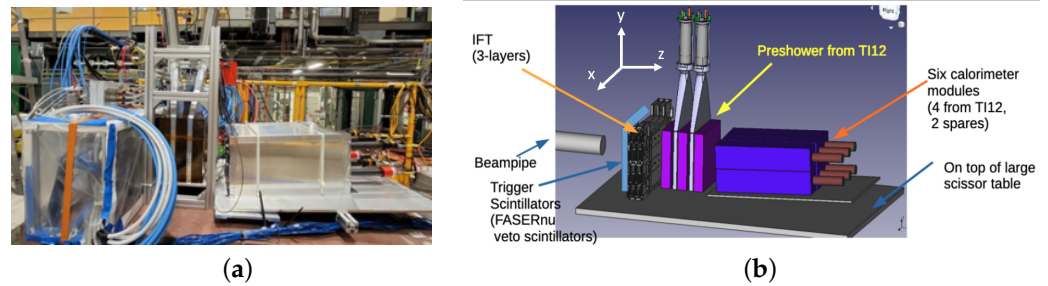 IFT
(3-layers)
y
z
x
Right
Preshower from TI12
Six calorimeter
modules
(4 from TI12,
2 spares)
Beampipe
Trigger
Scintillators
(FASERnu
veto scintillators)
On top of large
scissor table
(a)
(b)